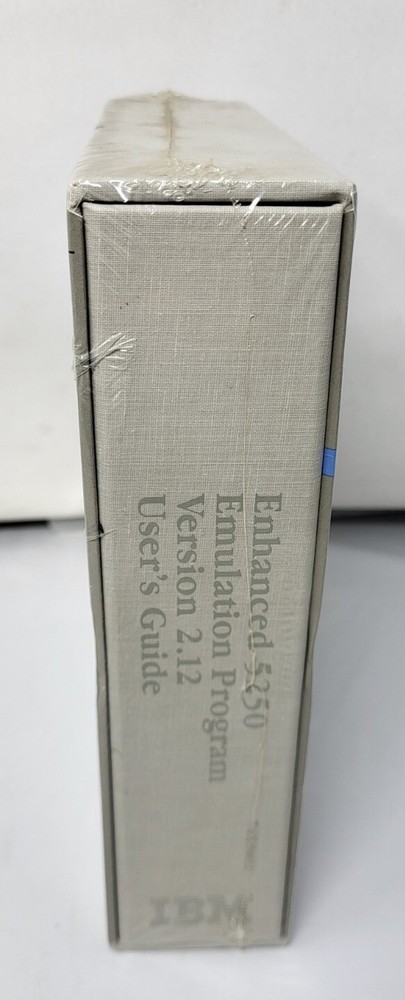 Enhanced 5250
Emulation Program
Version 2.12
User's Guide
IBM